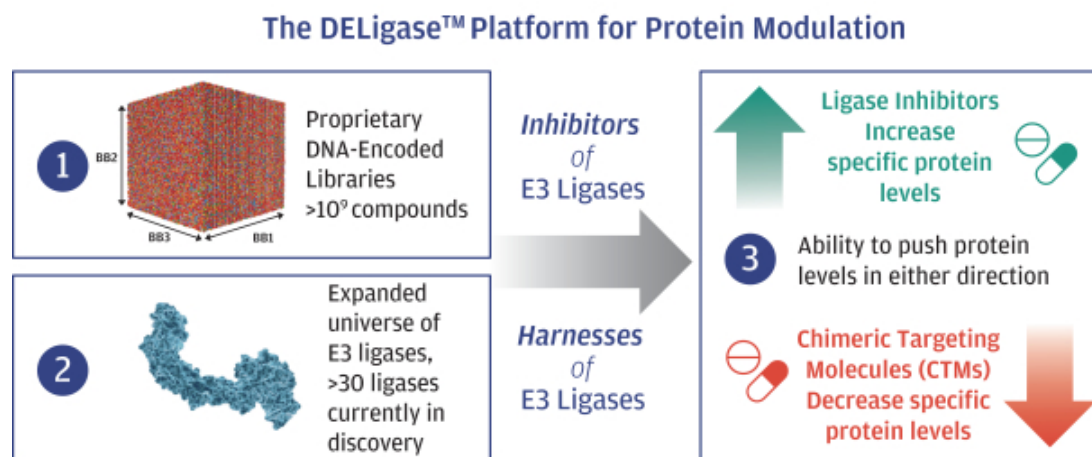 The DELigase™ Platform for Protein Modulation
1
BB2
BB3
BB1
Proprietary
DNA-Encoded
Libraries
>10⁹ compounds
2
Expanded
universe of
E3 ligases,
>30 ligases
currently in
discovery
Inhibitors
of
E3 Ligases
Harnesses
of
E3 Ligases
Ligase Inhibitors
Increase
specific protein
levels
3
Ability to push protein
levels in either direction
Chimeric Targeting
Molecules (CTMs)
Decrease specific
protein levels